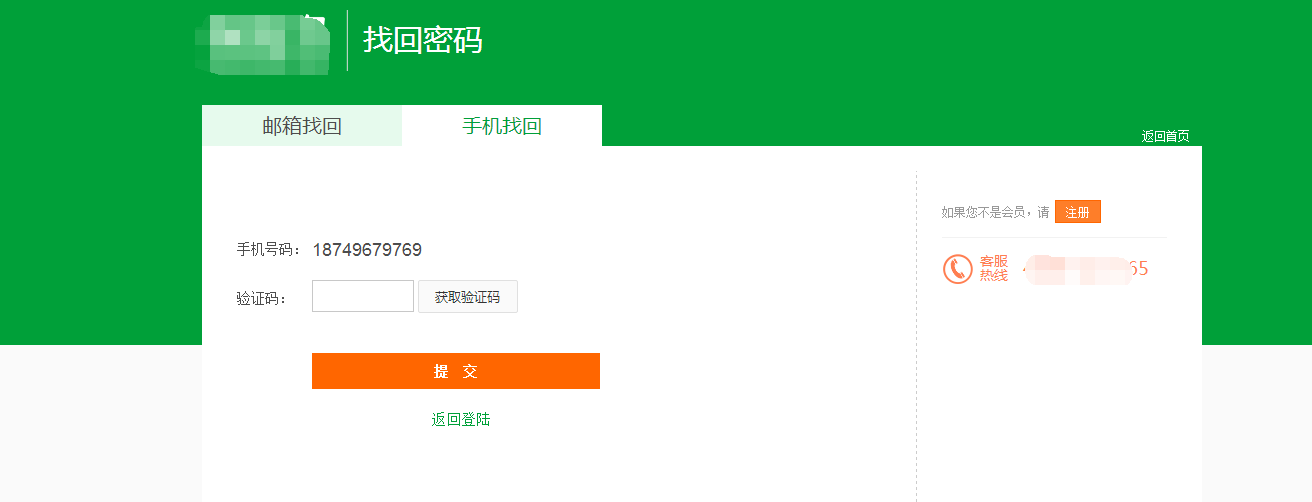 找回密码
邮箱找回
手机找回
返回首页
手机号码： 18749679769
验证码： 获取验证码
提 交
返回登陆
如果您不是会员，请 注册
客服
热线
65